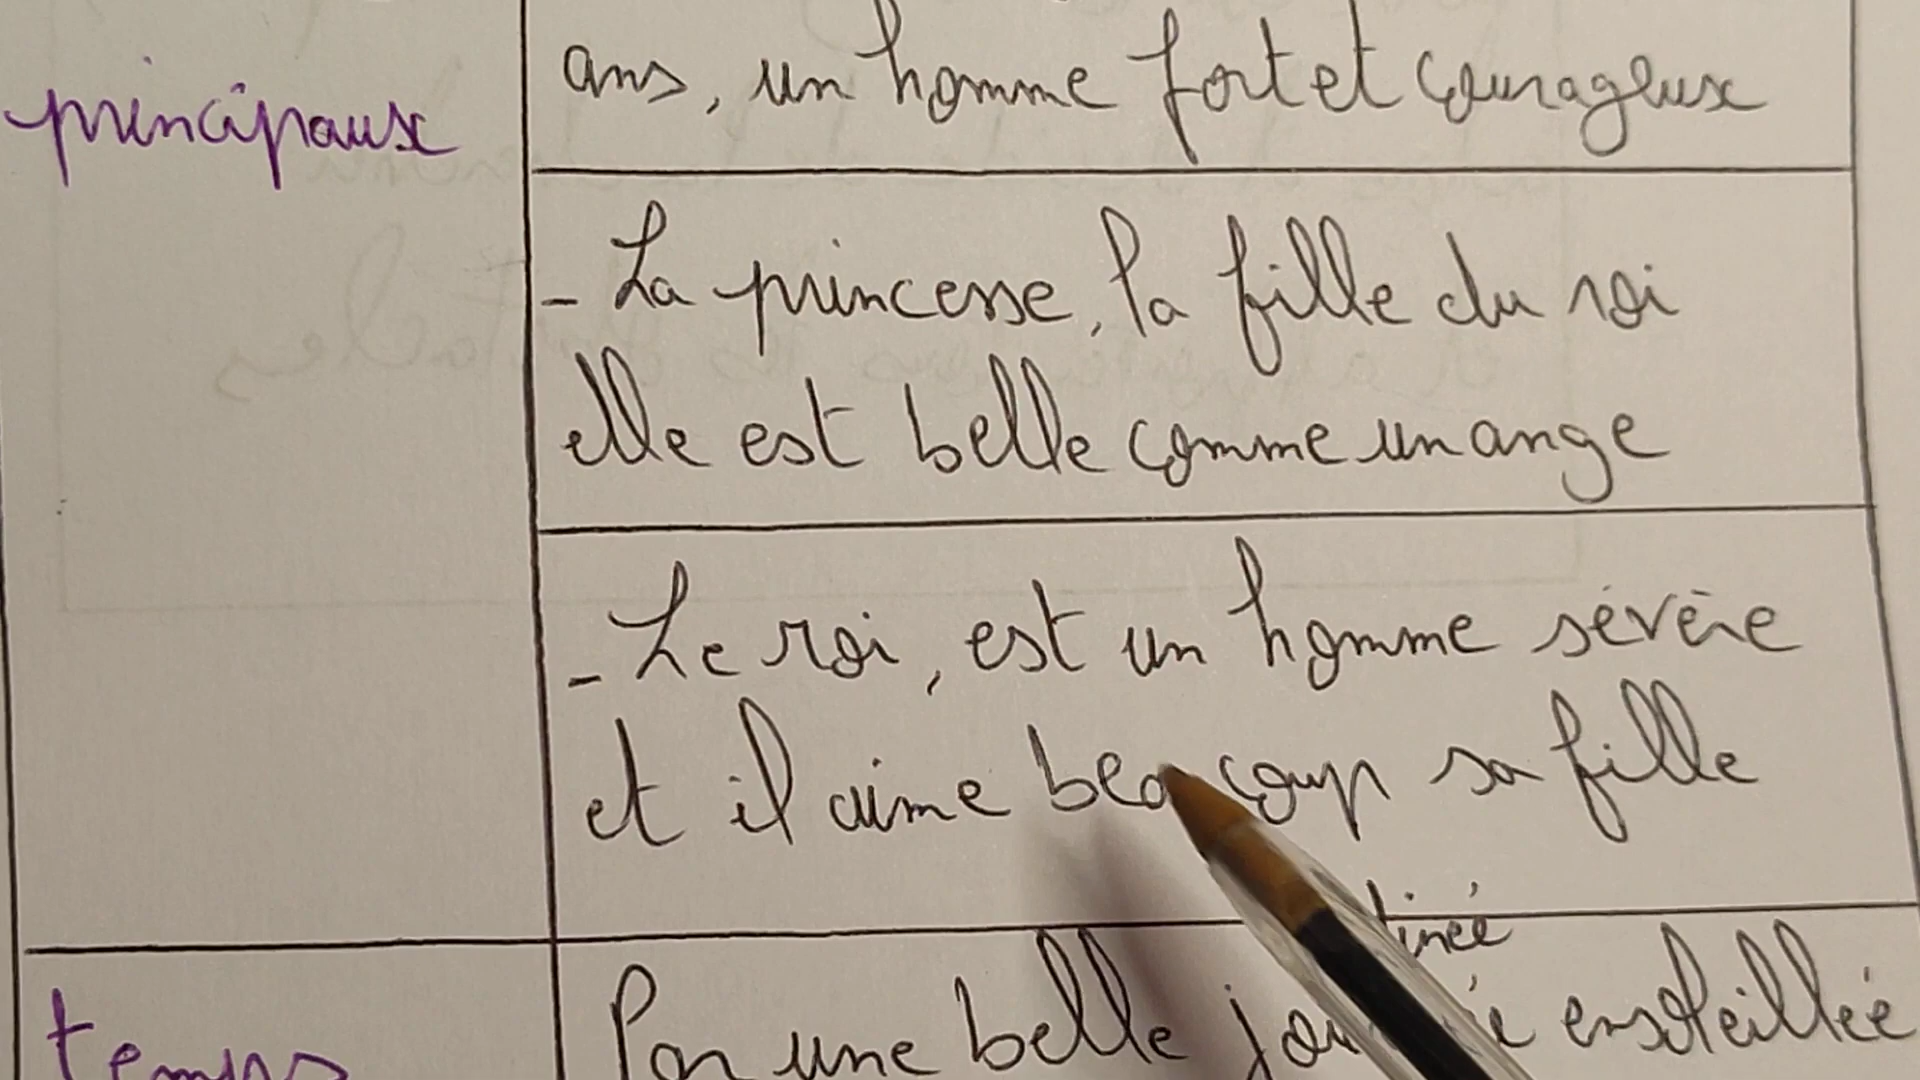 principaux
ans, un homme fort et courageux
- La princesse, la fille du roi
elle est belle comme un ange
- Le roi, est un homme sévère
et il aime beaucoup sa fille
temps
Par une belle ensoleillée